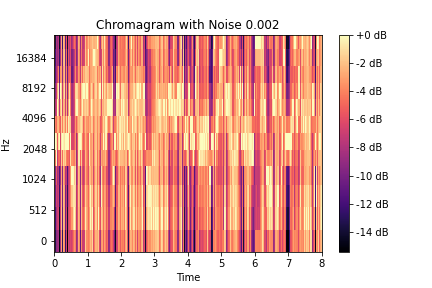 Chromagram with Noise 0.002
Hz
16384
8192
4096
2048
1024
512
0
0 1 2 3 4 5 6 7 8
Time
+0 dB
-2 dB
-4 dB
-6 dB
-8 dB
-10 dB
-12 dB
-14 dB